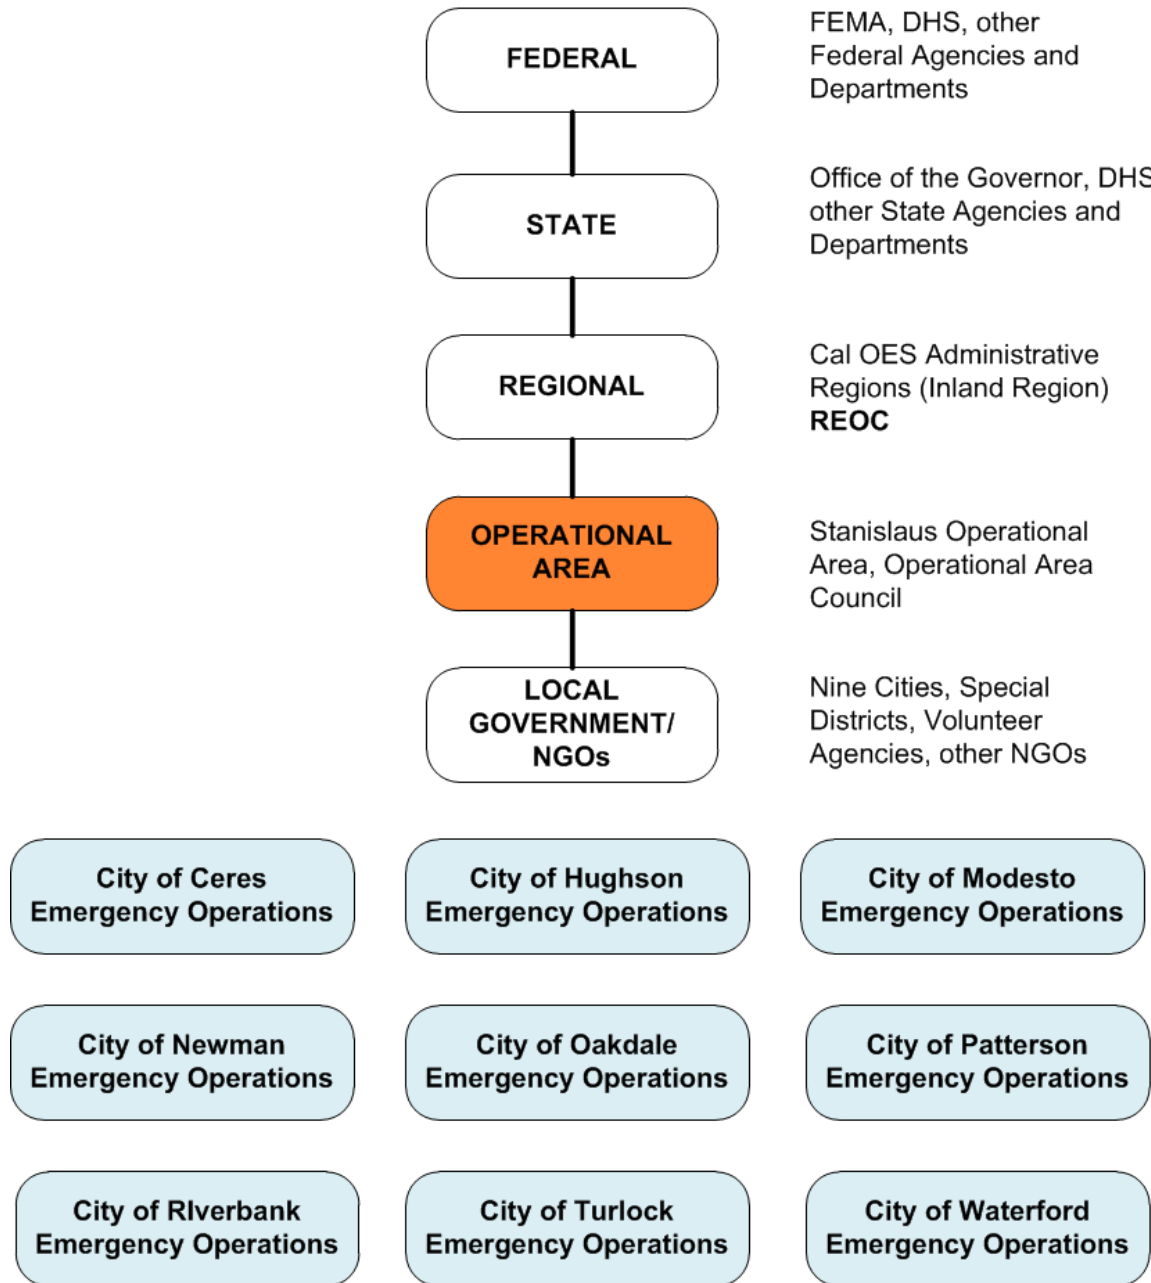 FEDERAL
FEMA, DHS, other
Federal Agencies and
Departments
STATE
Office of the Governor, DHS
other State Agencies and
Departments
REGIONAL
Cal OES Administrative
Regions (Inland Region)
REOC
OPERATIONAL
AREA
Stanislaus Operational
Area, Operational Area
Council
LOCAL
GOVERNMENT/
NGOs
Nine Cities, Special
Districts, Volunteer
Agencies, other NGOs
City of Ceres
Emergency Operations
City of Hughson
Emergency Operations
City of Modesto
Emergency Operations
City of Newman
Emergency Operations
City of Oakdale
Emergency Operations
City of Patterson
Emergency Operations
City of RIverbank
Emergency Operations
City of Turlock
Emergency Operations
City of Waterford
Emergency Operations